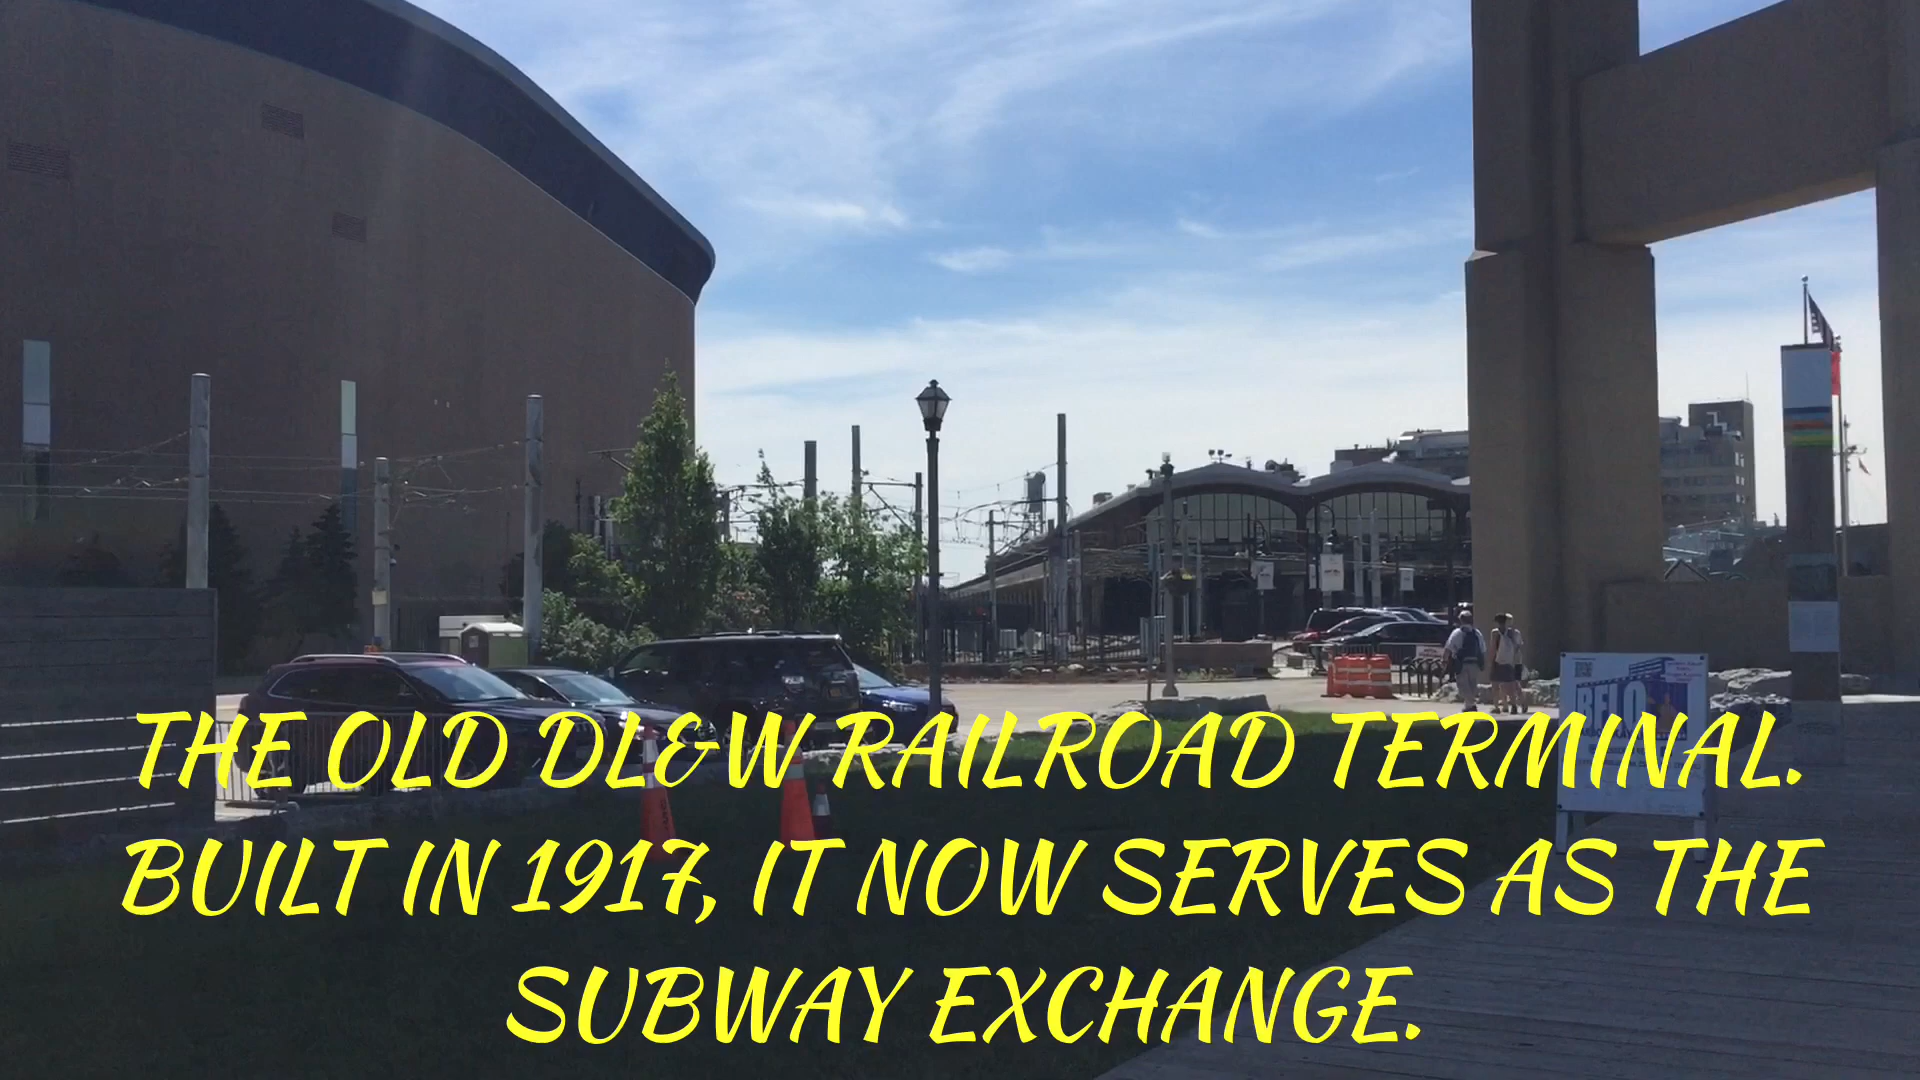 THE OLD DL&W RAILROAD TERMINAL.
BUILT IN 1917, IT NOW SERVES AS THE
SUBWAY EXCHANGE.